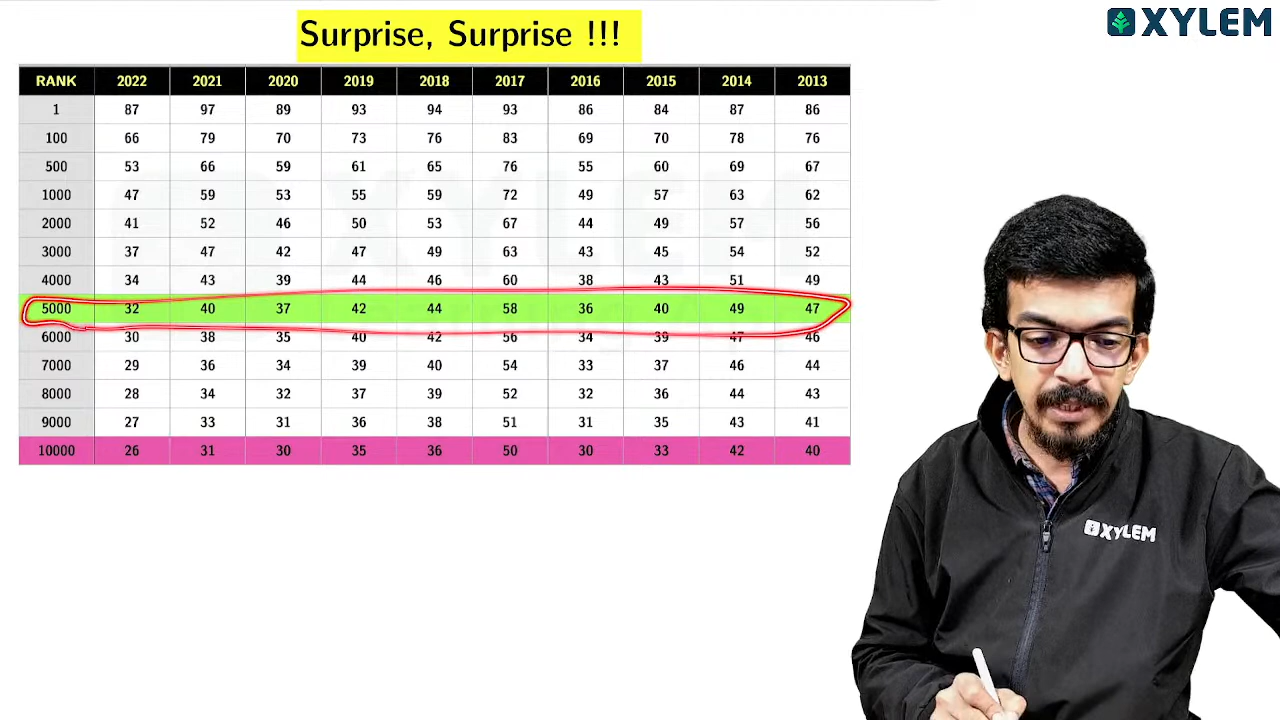 Surprise, Surprise !!!
XYLEM
RANK 2022 2021 2020 2019 2018 2017 2016 2015 2014 2013
1 87 97 89 93 94 93 86 84 87 86
100 66 79 70 73 76 83 69 70 78 76
500 53 66 59 61 65 76 55 60 69 67
1000 47 59 53 55 59 72 49 57 63 62
2000 41 52 46 50 53 67 44 49 57 56
3000 37 47 42 47 49 63 43 45 54 52
4000 34 43 39 44 46 60 38 43 51 49
5000 32 40 37 42 44 58 36 40 49 47
6000 30 38 35 40 42 56 34 39 47 46
7000 29 36 34 39 40 54 33 37 46 44
8000 28 34 32 37 39 52 32 36 44 43
9000 27 33 31 36 38 51 31 35 43 41
10000 26 31 30 35 36 50 30 33 42 40
XYLEM
XYLEM